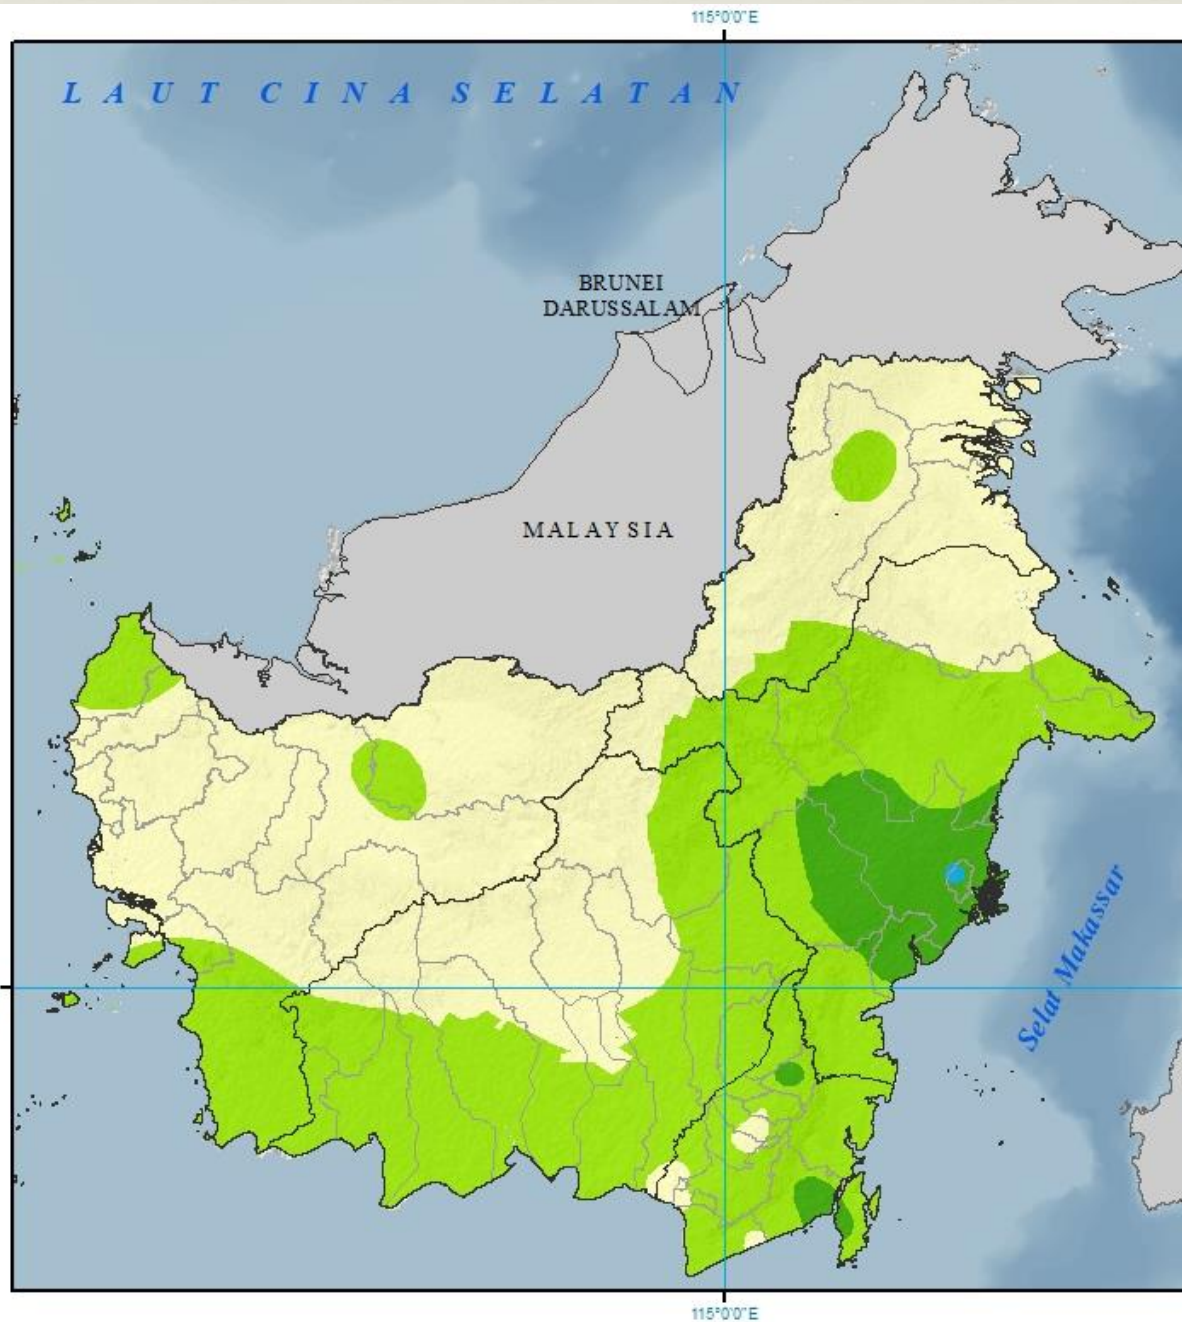 115°0'0"E
LAUT CINA SELATAN
BRUNEI
DARUSSALAM
MALAYSIA
Selat Makassar
115°0'0"E